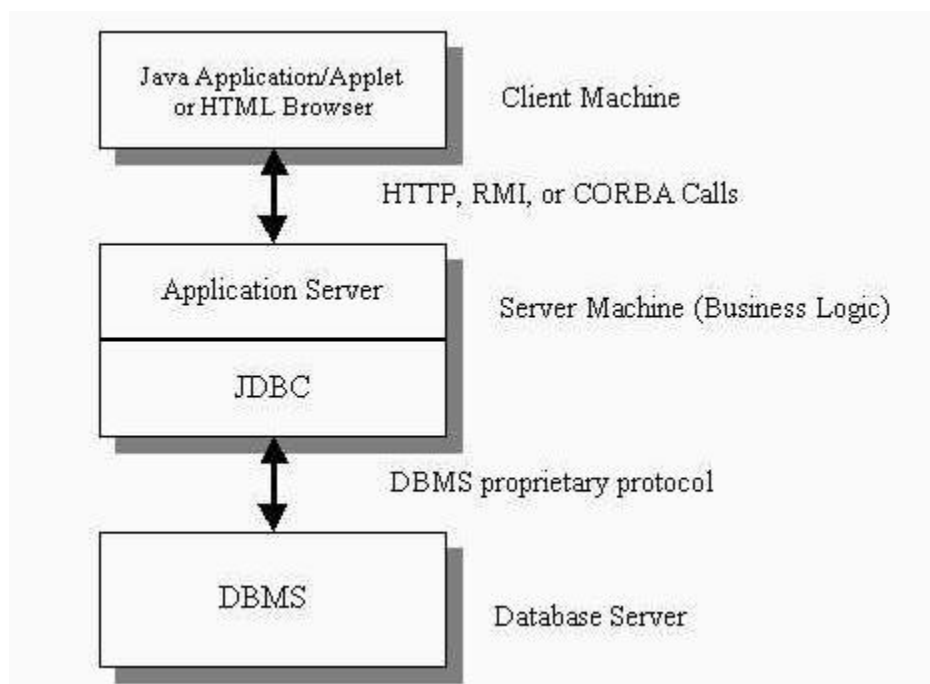 Java Application/Applet
or HTML Browser
Client Machine
HTTP, RMI, or CORBA Calls
Application Server
Server Machine (Business Logic)
JDBC
DBMS proprietary protocol
DBMS
Database Server